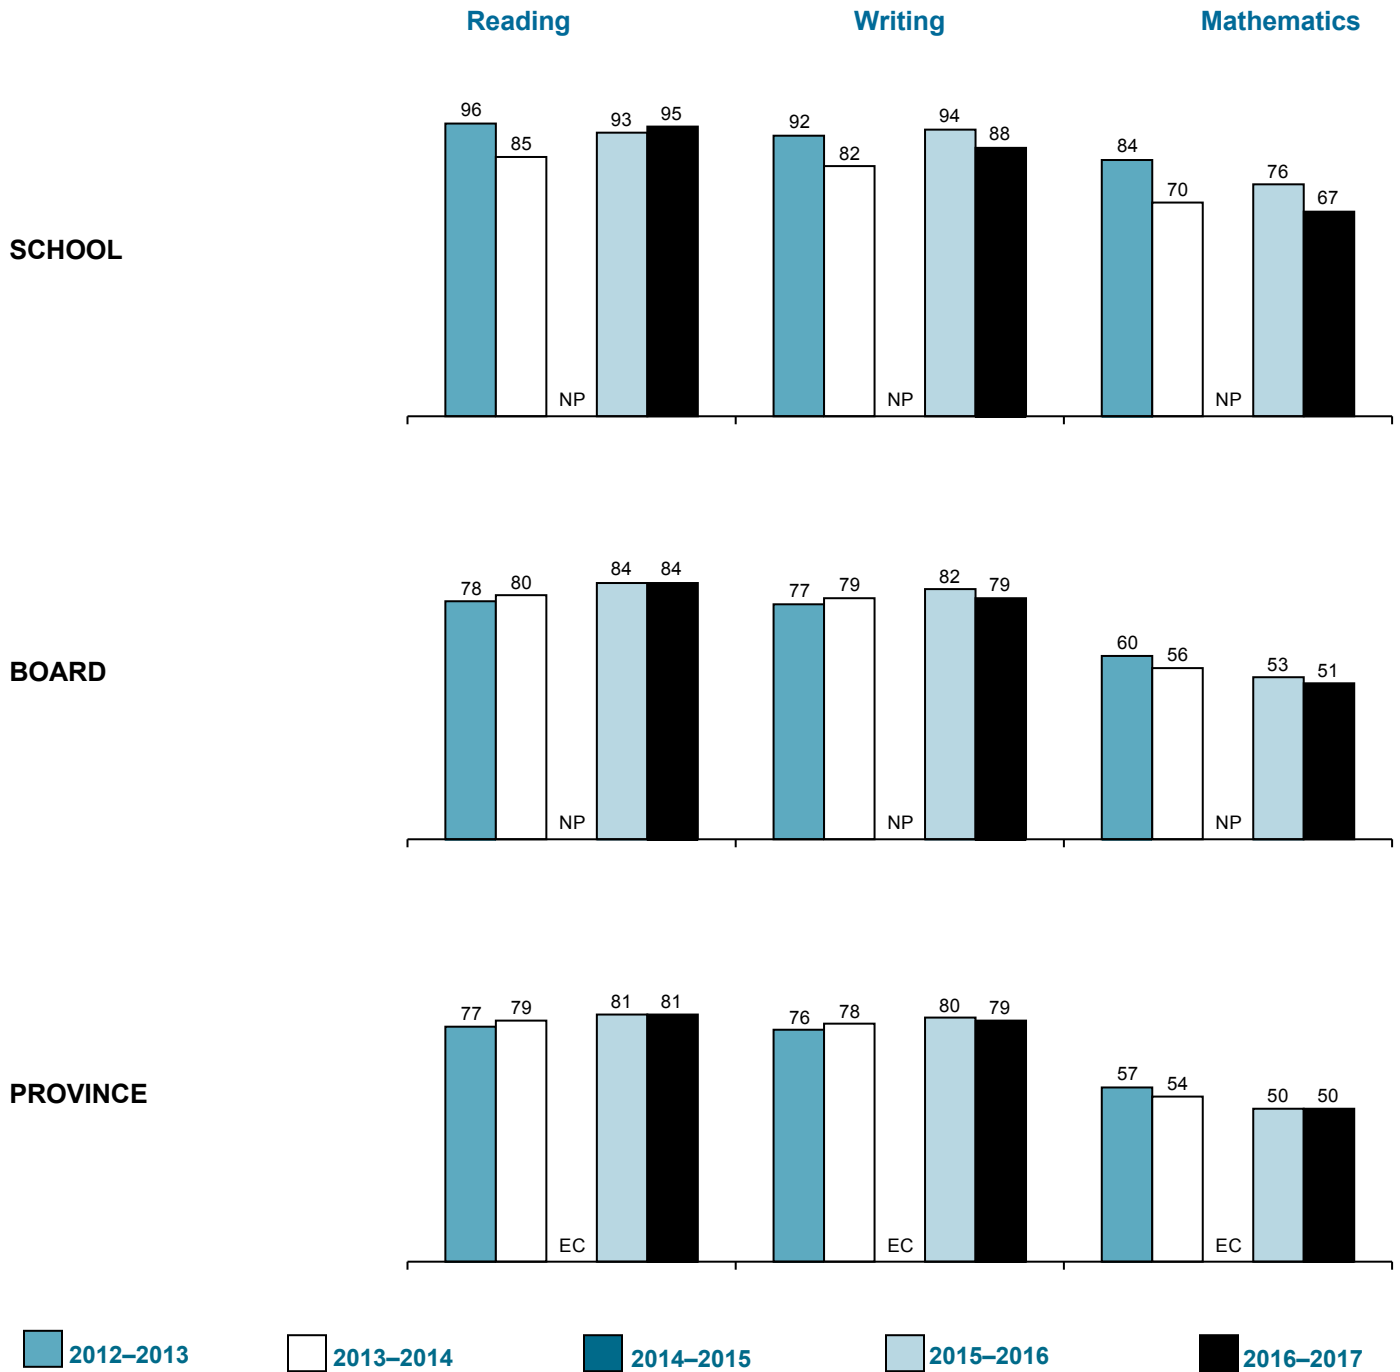 Reading Writing Mathematics
SCHOOL
96 85 NP 93 95 92 82 NP 94 88 84 70 NP 76 67
BOARD
78 80 NP 84 84 77 79 NP 82 79 60 56 NP 53 51
PROVINCE
77 79 EC 81 81 76 78 EC 80 79 57 54 EC 50 50
2012–2013 2013–2014 2014–2015 2015–2016 2016–2017